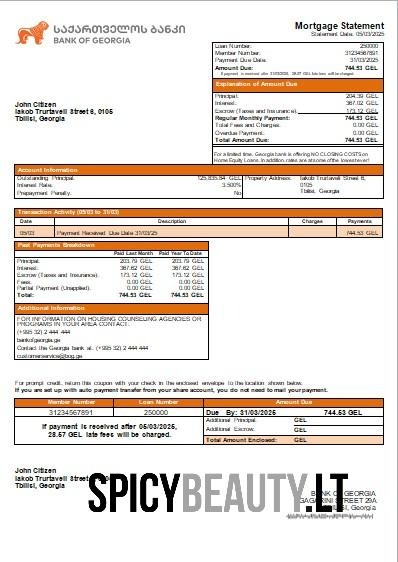 საქართველოს ბანკი
BANK OF GEORGIA
Mortgage Statement
Statement Date: 05/03/2025
Loan Number: 250000
Member Number: 31234567891
Payment Due Date: 31/03/2025
Amount Due: 744.53 GEL
If payment is received after 31/03/2025, 28.57 GEL late fees will be charged.
Explanation of Amount Due
Principal: 204.39 GEL
Interest: 367.02 GEL
Escrow (Taxes and Insurance): 173.12 GEL
Regular Monthly Payment: 744.53 GEL
Total Fees and Charges: 0.00 GEL
Overdue Payment: 0.00 GEL
Total Amount Due: 744.53 GEL
John Citizen
Iakob Trurtaveli Street 6, 0105
Tbilisi, Georgia
For a limited time, Georgia bank is offering NO CLOSING COSTS on
Home Equity Loans. In addition, rates are at some of the lowest ever!
Account Information
Outstanding Principal: 125,835.84 GEL
Interest Rate: 3.500%
Prepayment Penalty: No
Property Address: Iakob Trurtaveli Street 6,
0105
Tbilisi, Georgia
Transaction Activity (05/03 to 31/03)
Date Description Charges Payments
05/03 Payment Received Due Date 31/03/25 744.53 GEL
Past Payments Breakdown
Paid Last Month Paid Year To Date
Principal: 203.79 GEL 203.79 GEL
Interest: 367.62 GEL 367.62 GEL
Escrow (Taxes and Insurance): 173.12 GEL 173.12 GEL
Fees: 0.00 GEL 0.00 GEL
Partial Payment (Unapplied): 0.00 GEL 0.00 GEL
Total: 744.53 GEL 744.53 GEL
Additional Information
FOR INFORMATION ON HOUSING COUNSELING AGENCIES OR
PROGRAMS IN YOUR AREA CONTACT:
(+995 32) 2 444 444
bankofgeorgia.ge
Contact the Georgia bank at: (+995 32) 2 444 444
customerservice@bog.ge
For prompt credit, return this coupon with your check in the enclosed envelope to the location shown below.
If you are set up with auto payment transfer from your share account, you do not need to mail your payment.
Member Number Loan Number Amount Due
31234567891 250000 Due By: 31/03/2025 744.53 GEL
If payment is received after 05/03/2025,
28.57 GEL late fees will be charged.
Additional Principal: GEL
Additional Escrow: GEL
Total Amount Enclosed: GEL
John Citizen
Iakob Trurtaveli Street 6, 0105
Tbilisi, Georgia
SPICYBEAUTY.LT
BANK OF GEORGIA
GAGARINI STREET 29A
Tbilisi, Georgia